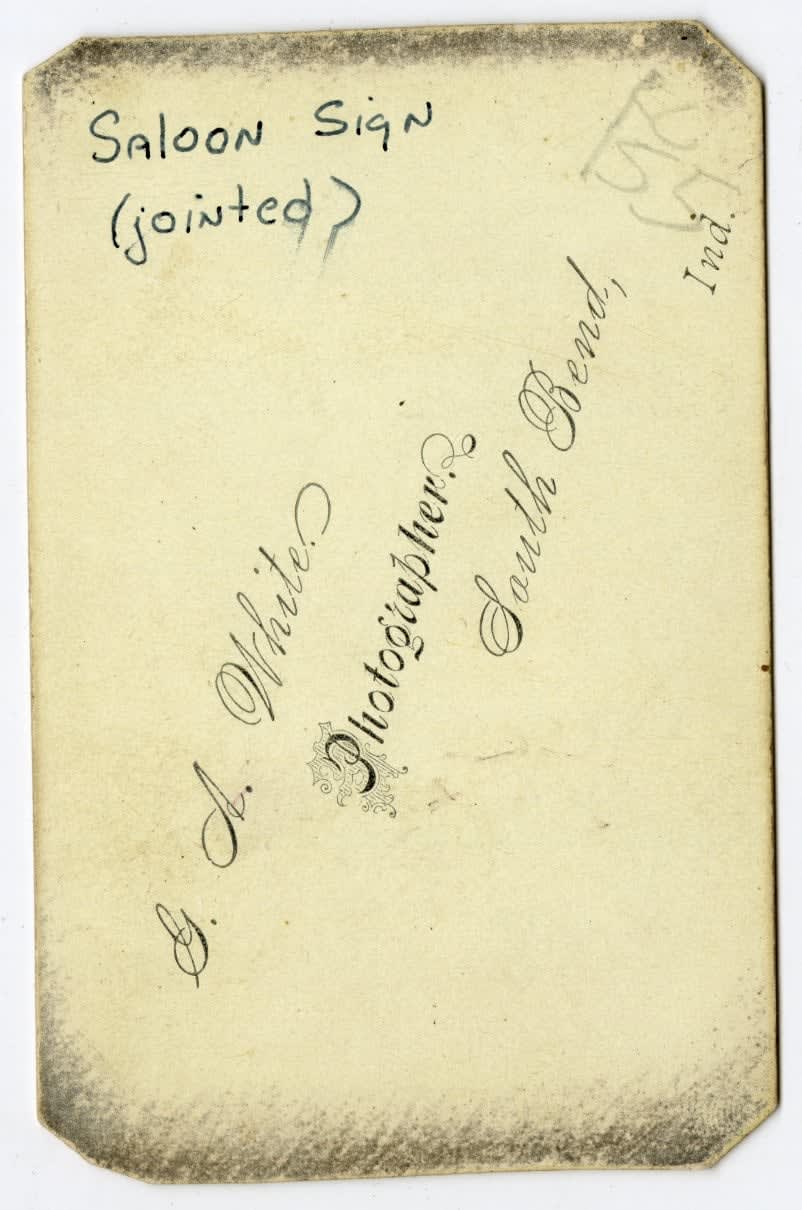 Saloon Sign
(jointed)
G. A. White.
Photographer.
South Bend,
Ind.